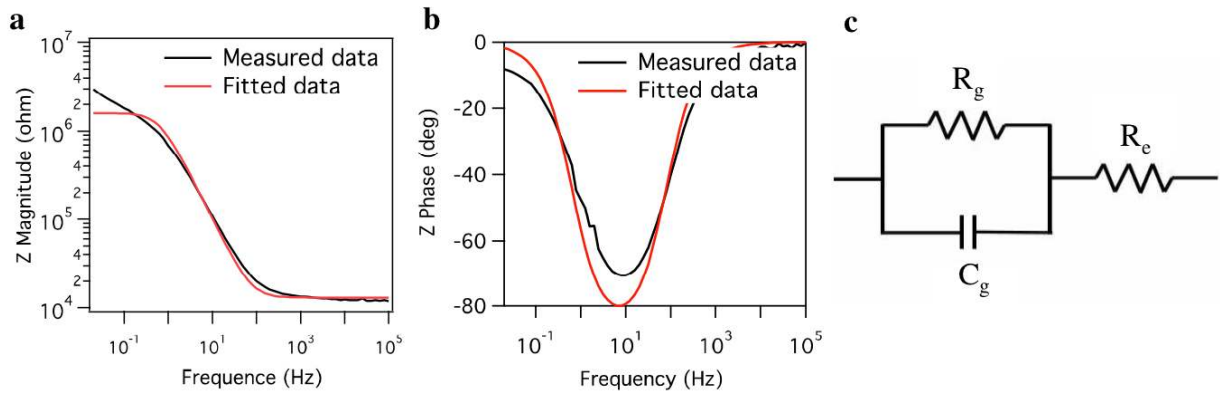 a
10^7
4
2
10^6
4
2
10^5
4
2
10^4
Z Magnitude (ohm)
Measured data
Fitted data
10^-1
10^1
10^3
10^5
Frequence (Hz)
b
0
-20
-40
-60
-80
Z Phase (deg)
Measured data
Fitted data
10^-1
10^1
10^3
10^5
Frequency (Hz)
c
R_g
R_e
C_g